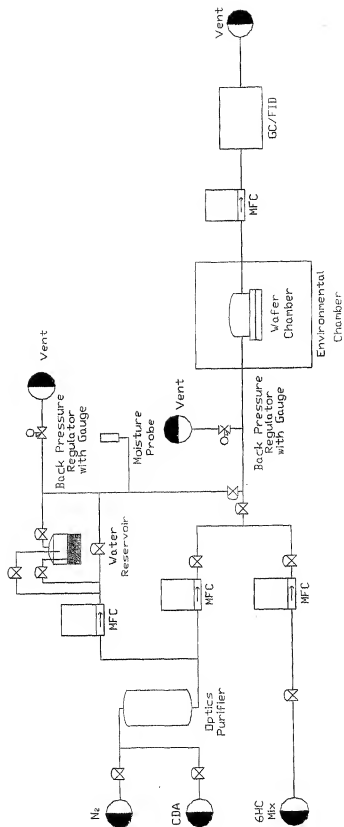 N₂
CDA
6HC
Mix
Optics
Purifier
MFC
MFC
MFC
Water
Reservoir
Back Pressure
Regulator
with Gauge
Vent
Moisture
Probe
Vent
Back Pressure
Regulator
with Gauge
Wafer
Chamber
Environmental
Chamber
MFC
GC/FID
Vent